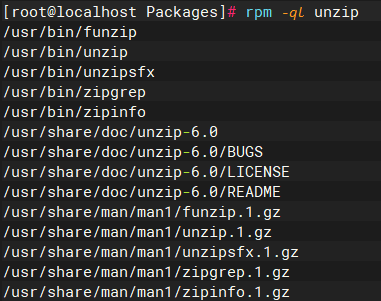 [root@localhost Packages]# rpm -ql unzip
/usr/bin/funzip
/usr/bin/unzip
/usr/bin/unzipsfx
/usr/bin/zipgrep
/usr/bin/zipinfo
/usr/share/doc/unzip-6.0
/usr/share/doc/unzip-6.0/BUGS
/usr/share/doc/unzip-6.0/LICENSE
/usr/share/doc/unzip-6.0/README
/usr/share/man/man1/funzip.1.gz
/usr/share/man/man1/unzip.1.gz
/usr/share/man/man1/unzipsfx.1.gz
/usr/share/man/man1/zipgrep.1.gz
/usr/share/man/man1/zipinfo.1.gz